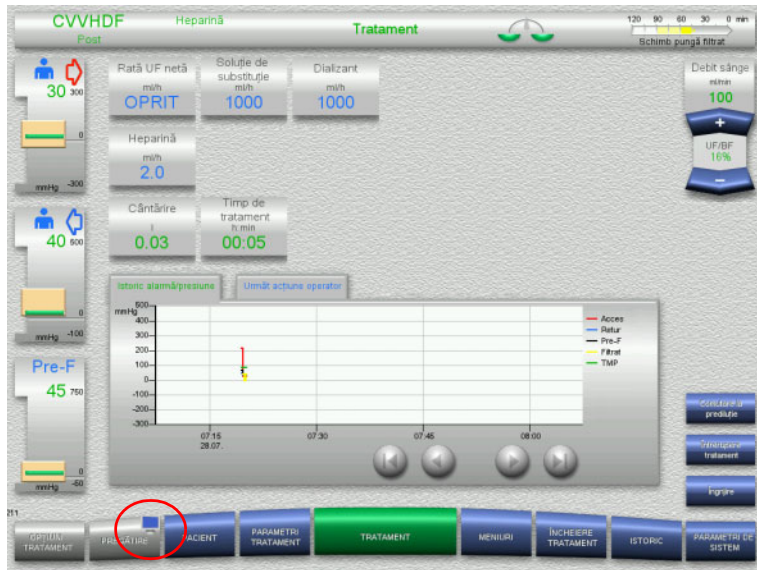 CVVHDF
Post
Heparină
Tratament
120 90 60 30 0 min
Schimb pungă filtrat
30
300
0
mmHg -300
40
500
0
mmHg -100
Pre-F
45
750
0
mmHg -50
Rată UF netă
ml/h
OPRIT
Soluție de
substituție
ml/h
1000
Dializant
ml/h
1000
Heparină
ml/h
2.0
Cântărire
l
0.03
Timp de
tratament
h:min
00:05
Debit sânge
ml/min
100
+
UF/BF
16%
−
Istoric alarmă/presiune
Următ acțiune operator
mmHg
500
400
300
200
100
0
-100
-200
-300
07:15
28.07.
07:30
07:45
08:00
Acces
Retur
Pre-F
Filtrat
TMP
prediluție
tratament
Îngrijire
211
OPȚIUNI
TRATAMENT
PREGĂTIRE
PACIENT
PARAMETRI
TRATAMENT
TRATAMENT
MENIURI
ÎNCHEIERE
TRATAMENT
ISTORIC
PARAMETRI DE
SISTEM